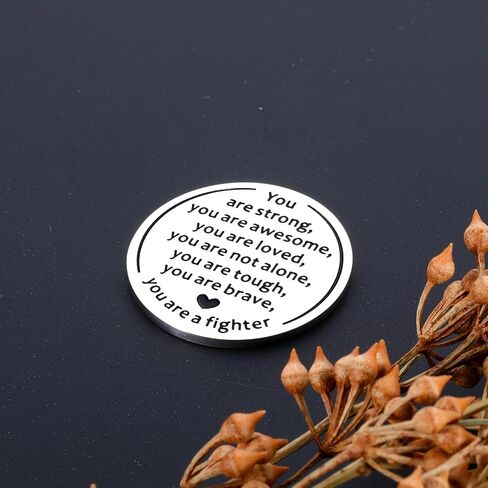 You
are strong,
you are awesome,
you are loved,
you are not alone,
you are tough,
you are brave,
you are a fighter